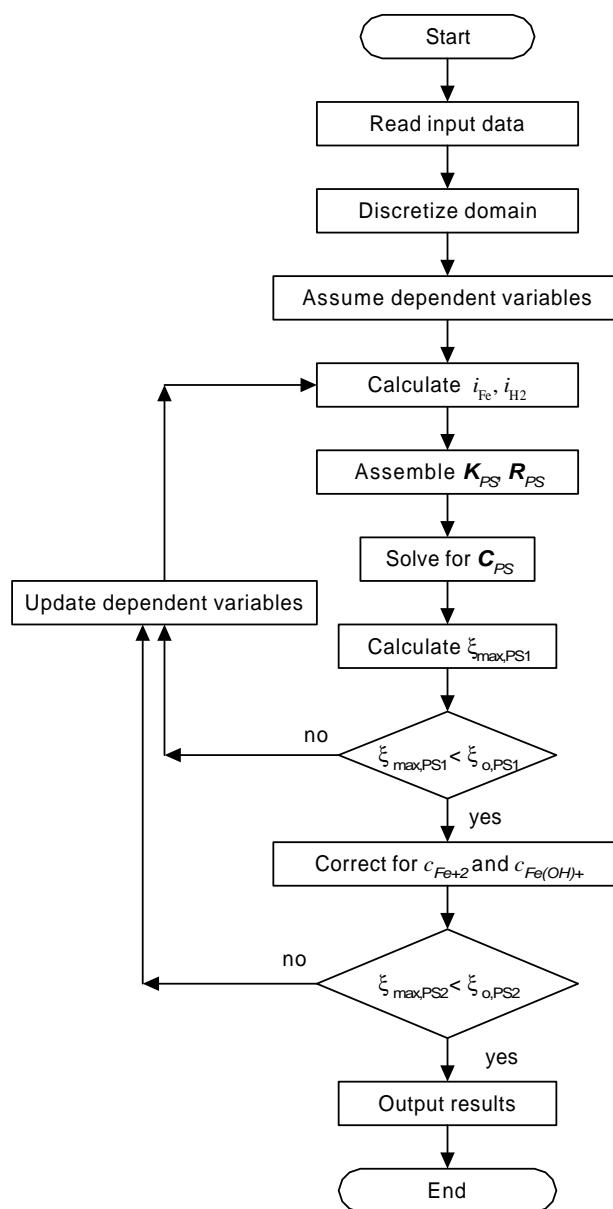 Start
Read input data
Discretize domain
Assume dependent variables
Calculate i_Fe, i_H2
Assemble K_PS, R_PS
Solve for C_PS
Update dependent variables
Calculate ξ_max,PS1
no
ξ_max,PS1 < ξ_o,PS1
yes
Correct for c_Fe+2 and c_Fe(OH)+
no
ξ_max,PS2 < ξ_o,PS2
yes
Output results
End